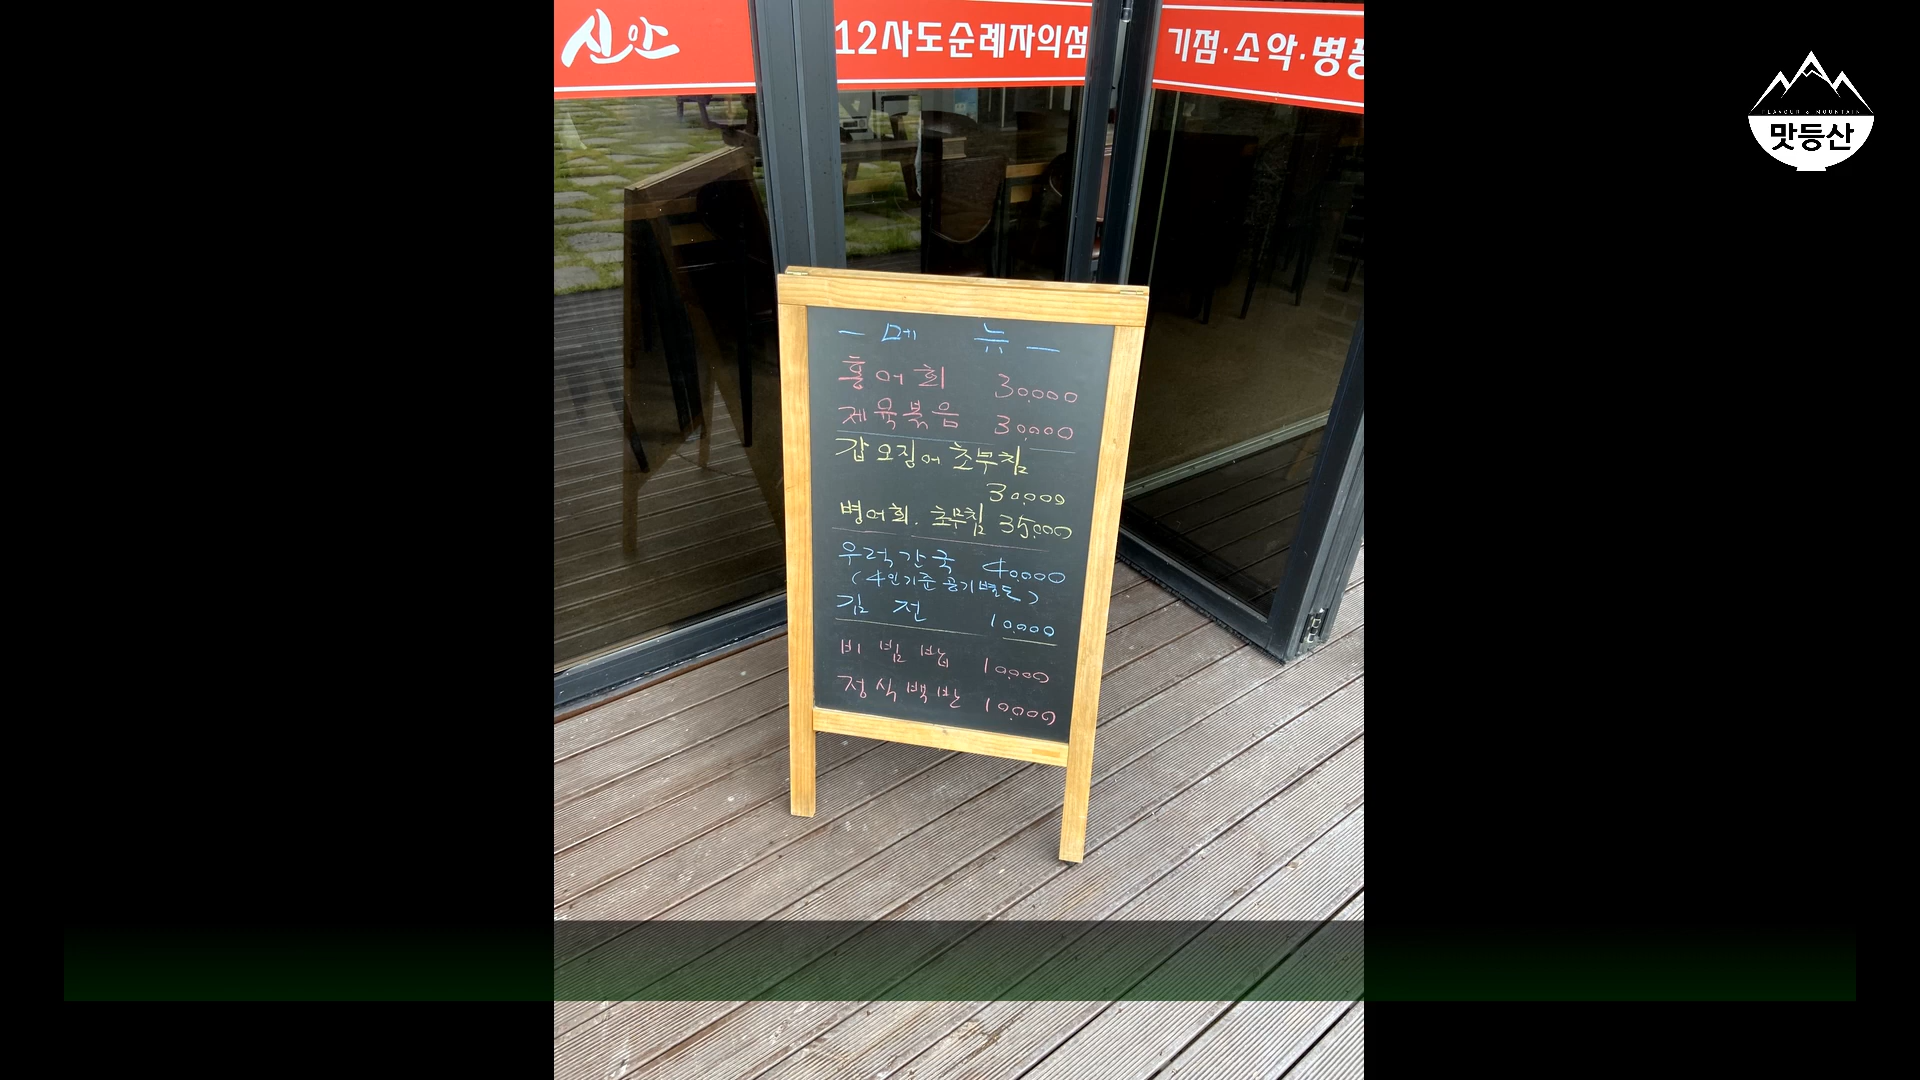 신안
12사도순례자의섬
기점·소악·병풍
FLAVOUR & MOUNTAIN
맛등산
- 메 뉴 -
홍어회 30,000
제육볶음 30,000
갑오징어 초무침
30,000
병어회. 초무침 35,000
우럭간국 40,000
(4인기준 공기별도)
김 전 10,000
비 빔 밥 10,000
정식백반 10,000